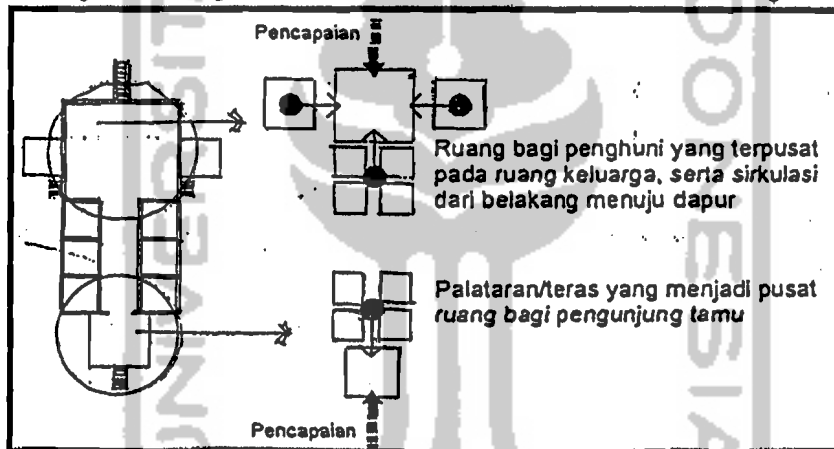 Pencapaian
Ruang bagi penghuni yang terpusat
pada ruang keluarga, serta sirkulasi
dari belakang menuju dapur
Palataran/teras yang menjadi pusat
ruang bagi pengunjung tamu
Pencapaian